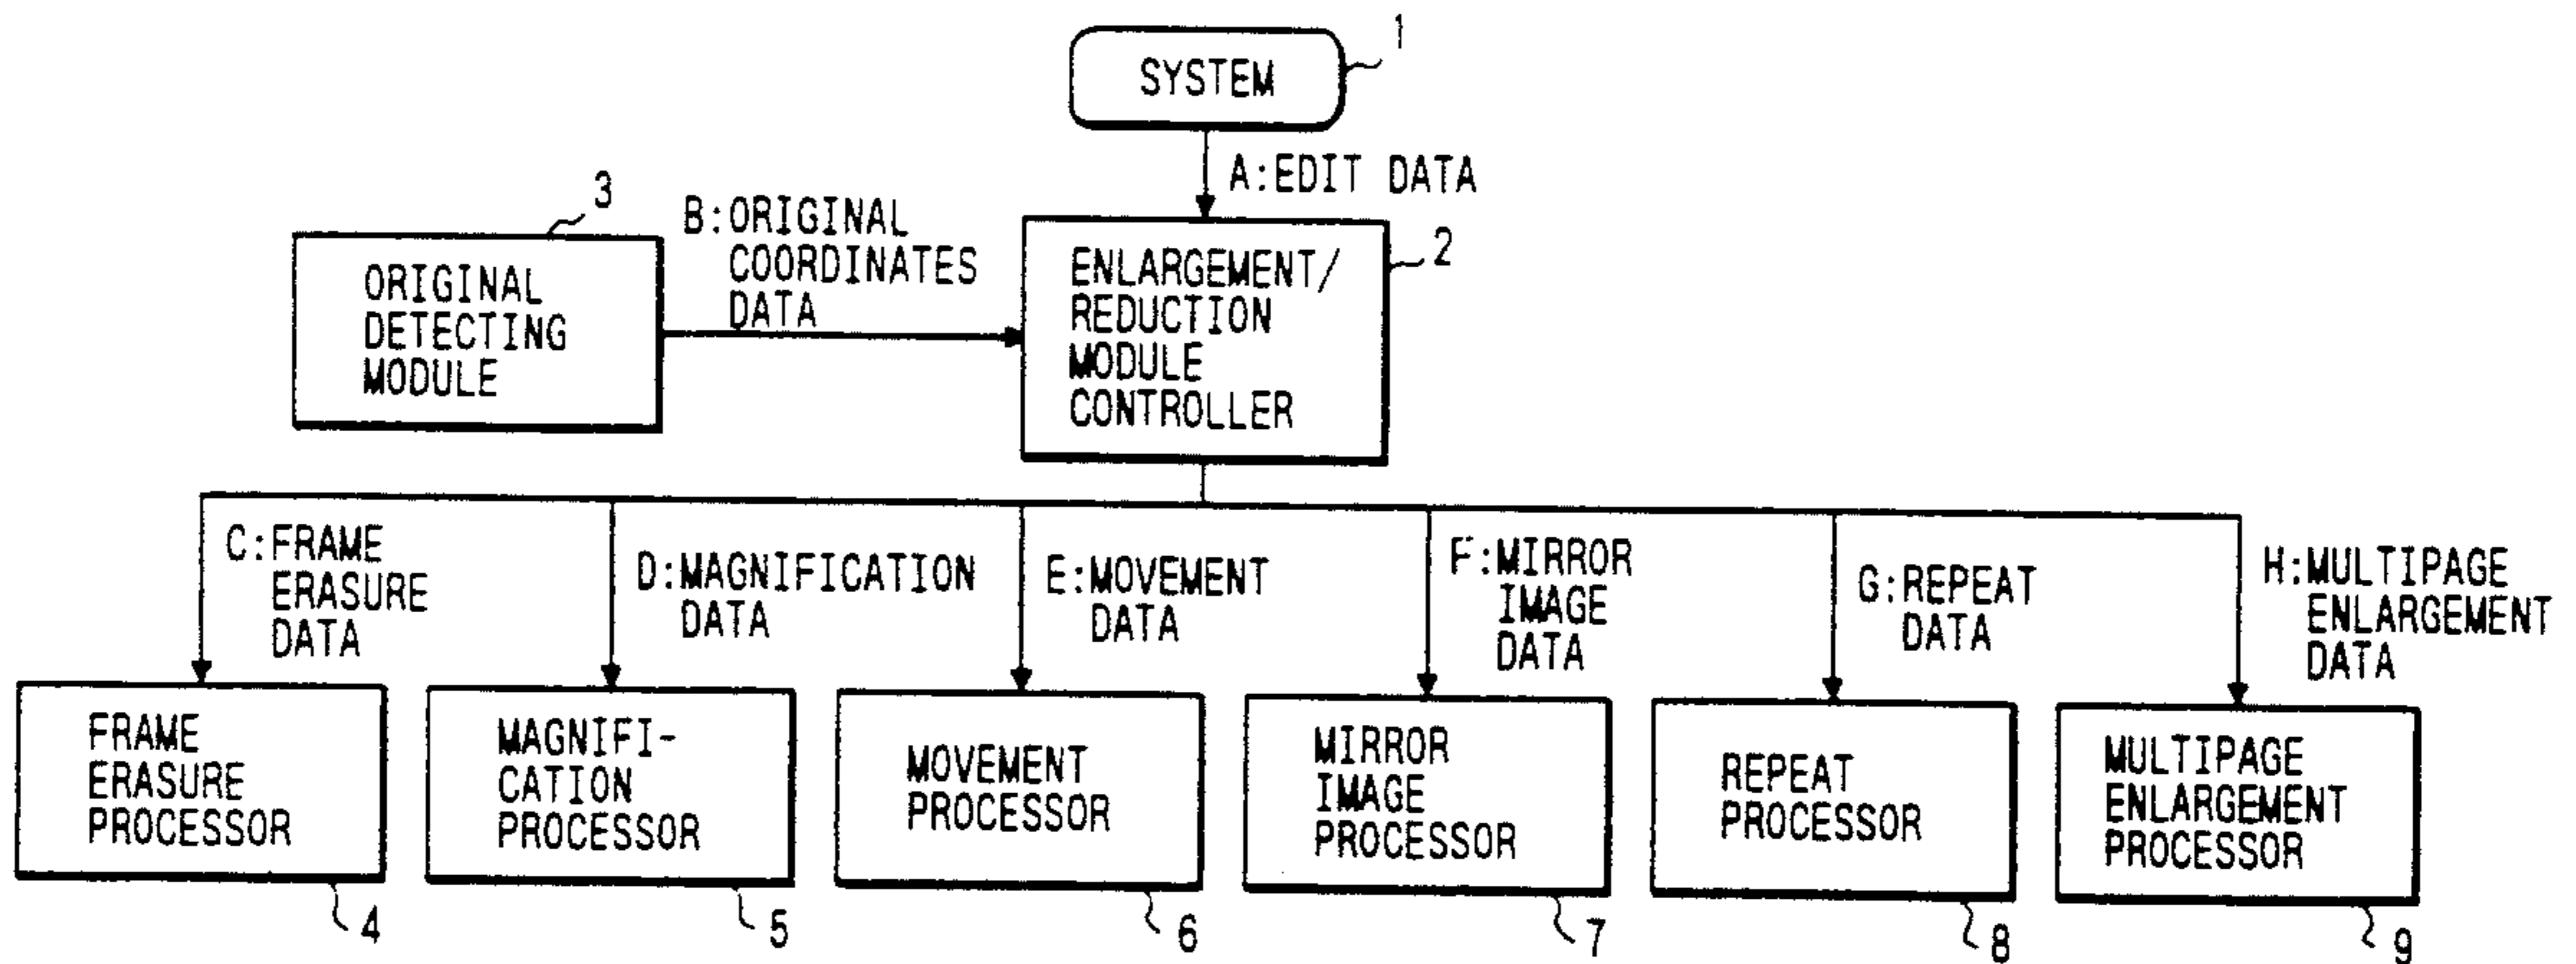 1
SYSTEM
A:EDIT DATA
3
B:ORIGINAL
COORDINATES
DATA
2
ORIGINAL
DETECTING
MODULE
ENLARGEMENT/
REDUCTION
MODULE
CONTROLLER
C:FRAME
ERASURE
DATA
D:MAGNIFICATION
DATA
E:MOVEMENT
DATA
F:MIRROR
IMAGE
DATA
G:REPEAT
DATA
H:MULTIPAGE
ENLARGEMENT
DATA
FRAME
ERASURE
PROCESSOR
MAGNIFI-
CATION
PROCESSOR
MOVEMENT
PROCESSOR
MIRROR
IMAGE
PROCESSOR
REPEAT
PROCESSOR
MULTIPAGE
ENLARGEMENT
PROCESSOR
4
5
6
7
8
9